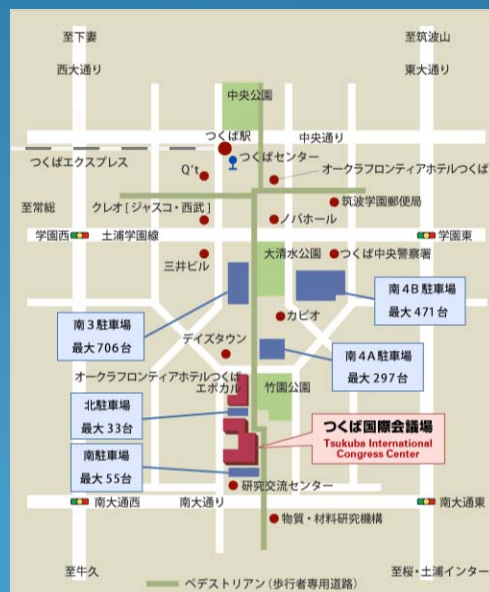 至下妻
至筑波山
西大通り
東大通り
中央公園
つくば駅
中央通り
つくばエクスプレス
つくばセンター
Q't
オークラフロンティアホテルつくば
至常総
クレオ[ジャスコ・西武]
筑波学園郵便局
ノバホール
学園西
土浦学園線
学園東
大清水公園
つくば中央警察署
三井ビル
南4B駐車場
最大471台
南3駐車場
最大706台
カピオ
デイズタウン
南4A駐車場
最大297台
オークラフロンティアホテルつくば
エポカル
竹園公園
北駐車場
最大33台
つくば国際会議場
Tsukuba International
Congress Center
南駐車場
最大55台
研究交流センター
南大通西
南大通り
南大通東
物質・材料研究機構
至牛久
至桜・土浦インター
ペデストリアン(歩行者専用道路)